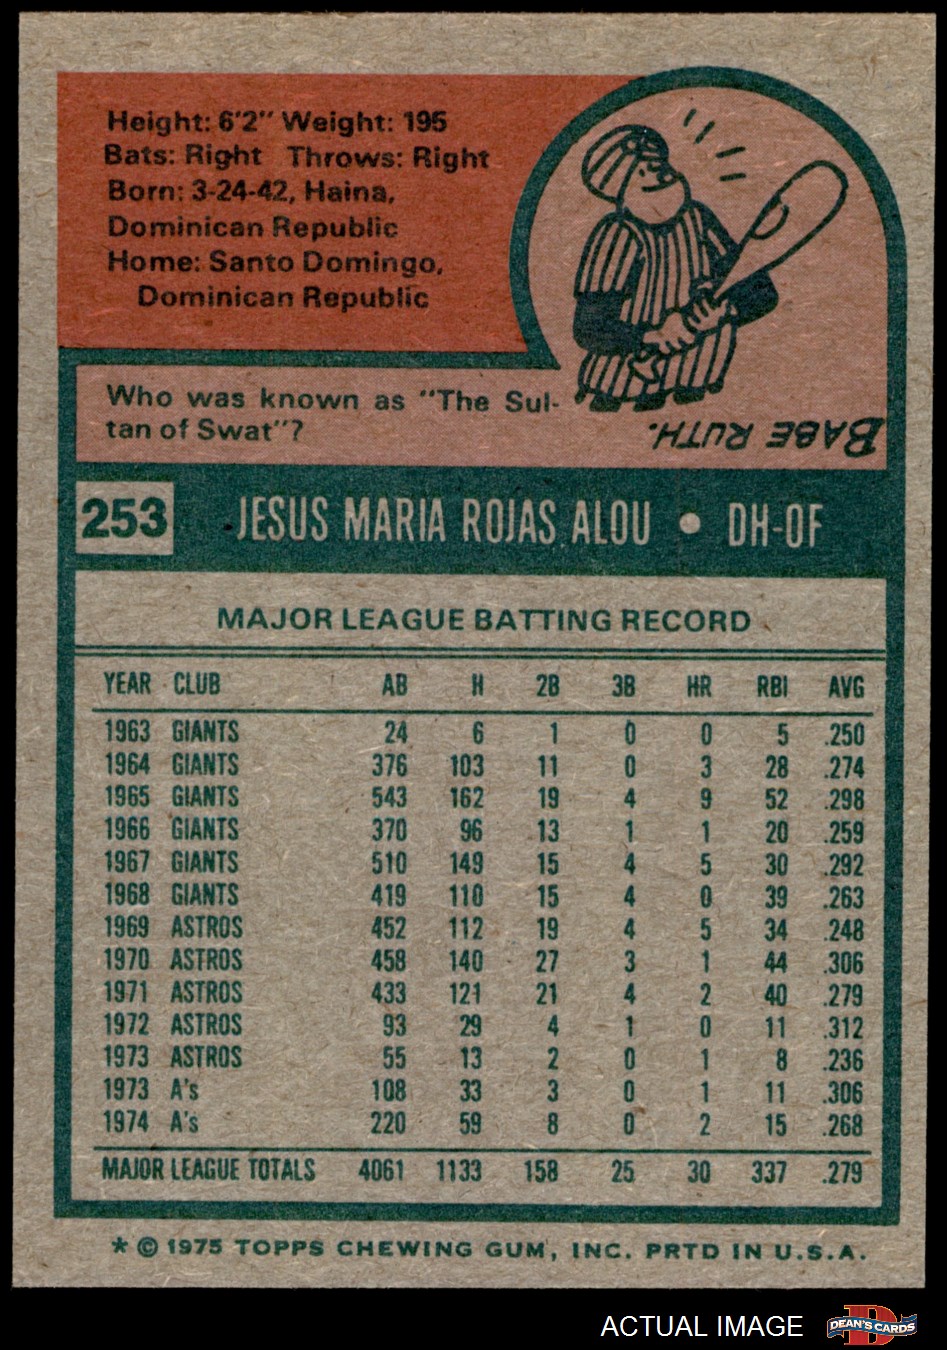 Height: 6'2" Weight: 195
Bats: Right Throws: Right
Born: 3-24-42, Haina,
Dominican Republic
Home: Santo Domingo,
Dominican Republic
Who was known as "The Sul-
tan of Swat"?
BABE RUTH.
253 JESUS MARIA ROJAS ALOU • DH-OF
MAJOR LEAGUE BATTING RECORD
YEAR CLUB AB H 2B 3B HR RBI AVG
1963 GIANTS 24 6 1 0 0 5 .250
1964 GIANTS 376 103 11 0 3 28 .274
1965 GIANTS 543 162 19 4 9 52 .298
1966 GIANTS 370 96 13 1 1 20 .259
1967 GIANTS 510 149 15 4 5 30 .292
1968 GIANTS 419 110 15 4 0 39 .263
1969 ASTROS 452 112 19 4 5 34 .248
1970 ASTROS 458 140 27 3 1 44 .306
1971 ASTROS 433 121 21 4 2 40 .279
1972 ASTROS 93 29 4 1 0 11 .312
1973 ASTROS 55 13 2 0 1 8 .236
1973 A's 108 33 3 0 1 11 .306
1974 A's 220 59 8 0 2 15 .268
MAJOR LEAGUE TOTALS 4061 1133 158 25 30 337 .279
* © 1975 TOPPS CHEWING GUM, INC. PRTD IN U.S.A.
ACTUAL IMAGE
DEAN'S CARDS